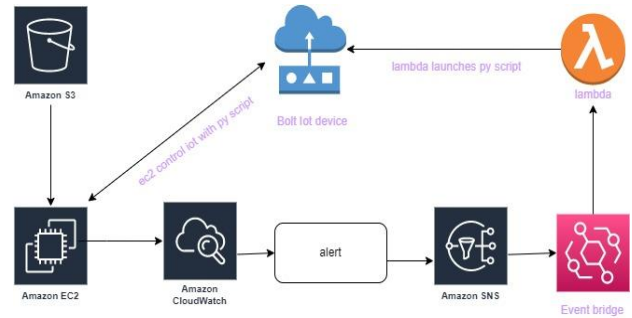 Amazon S3
lambda launches py script
lambda
Bolt Iot device
ec2 control iot with py script
alert
Amazon EC2
Amazon
CloudWatch
Amazon SNS
Event bridge